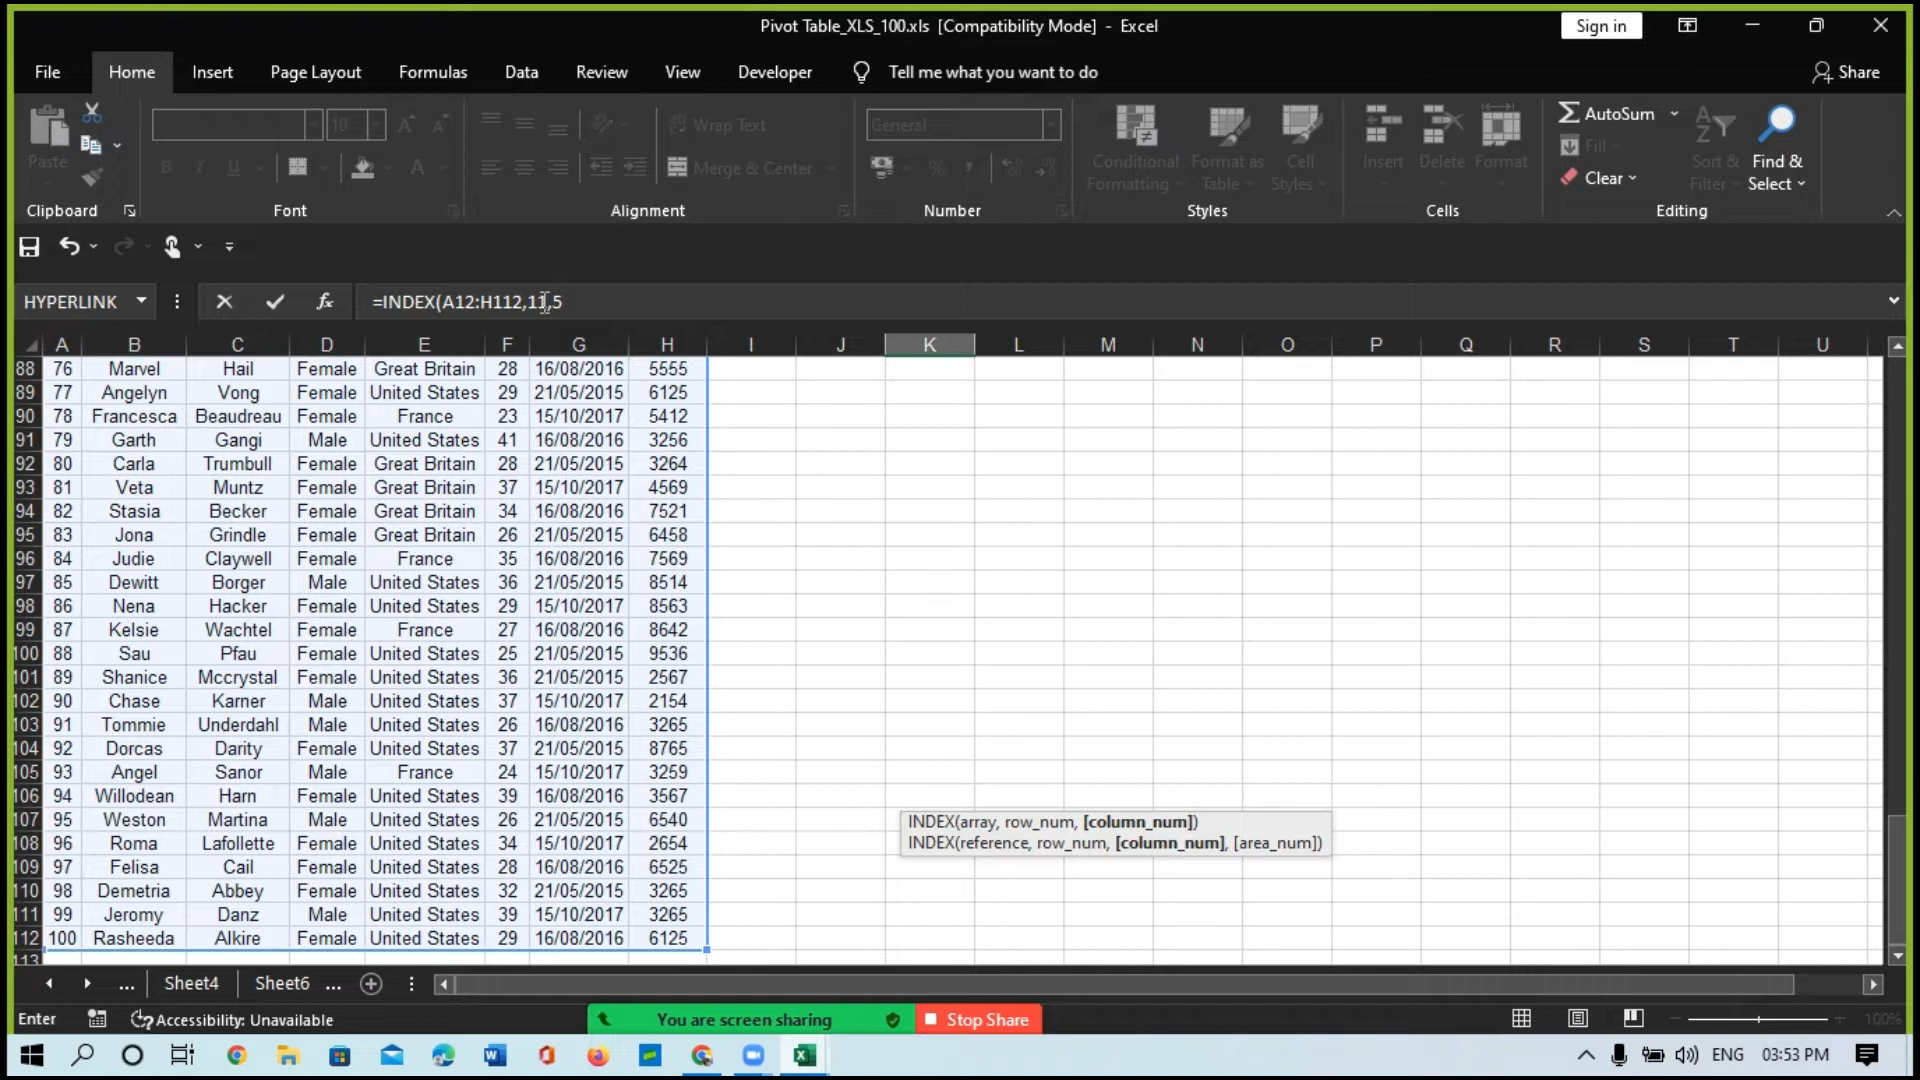 Pivot Table_XLS_100.xls [Compatibility Mode] - Excel
Sign in
File Home Insert Page Layout Formulas Data Review View Developer Tell me what you want to do Share
Paste
10
Wrap Text
Merge & Center
General
Conditional Formatting
Format as Table
Cell Styles
Insert Delete Format
AutoSum
Fill
Clear
Sort & Filter
Find & Select
Clipboard Font Alignment Number Styles Cells Editing
HYPERLINK fx =INDEX(A12:H112,11,5
A B C D E F G H I J K L M N O P Q R S T U
88 76 Marvel Hail Female Great Britain 28 16/08/2016 5555
89 77 Angelyn Vong Female United States 29 21/05/2015 6125
90 78 Francesca Beaudreau Female France 23 15/10/2017 5412
91 79 Garth Gangi Male United States 41 16/08/2016 3256
92 80 Carla Trumbull Female Great Britain 28 21/05/2015 3264
93 81 Veta Muntz Female Great Britain 37 15/10/2017 4569
94 82 Stasia Becker Female Great Britain 34 16/08/2016 7521
95 83 Jona Grindle Female Great Britain 26 21/05/2015 6458
96 84 Judie Claywell Female France 35 16/08/2016 7569
97 85 Dewitt Borger Male United States 36 21/05/2015 8514
98 86 Nena Hacker Female United States 29 15/10/2017 8563
99 87 Kelsie Wachtel Female France 27 16/08/2016 8642
100 88 Sau Pfau Female United States 25 21/05/2015 9536
101 89 Shanice Mccrystal Female United States 36 21/05/2015 2567
102 90 Chase Karner Male United States 37 15/10/2017 2154
103 91 Tommie Underdahl Male United States 26 16/08/2016 3265
104 92 Dorcas Darity Female United States 37 21/05/2015 8765
105 93 Angel Sanor Male France 24 15/10/2017 3259
106 94 Willodean Harn Female United States 39 16/08/2016 3567
107 95 Weston Martina Male United States 26 21/05/2015 6540
108 96 Roma Lafollette Female United States 34 15/10/2017 2654
109 97 Felisa Cail Female United States 28 16/08/2016 6525
110 98 Demetria Abbey Female United States 32 21/05/2015 3265
111 99 Jeromy Danz Male United States 39 15/10/2017 3265
112 100 Rasheeda Alkire Female United States 29 16/08/2016 6125
113
INDEX(array, row_num, [column_num])
INDEX(reference, row_num, [column_num], [area_num])
... Sheet4 Sheet6 ...
Enter Accessibility: Unavailable You are screen sharing Stop Share 100%
ENG 03:53 PM